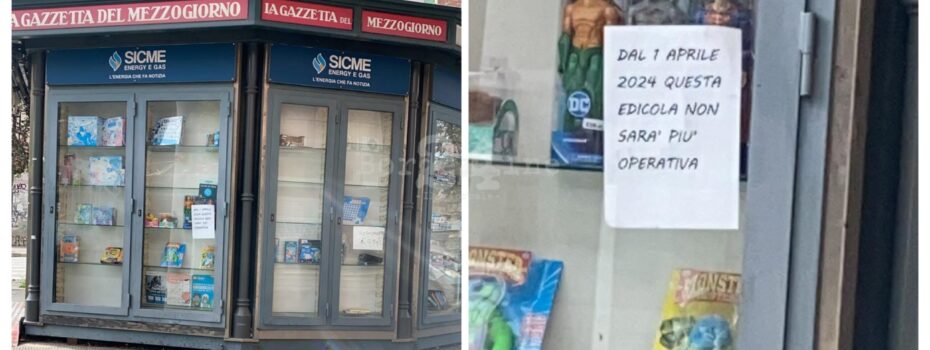 LA GAZZETTA DEL MEZZOGIORNO
LA GAZZETTA DEL
MEZZOGIORNO
SICME
ENERGY E GAS
L'ENERGIA CHE FA NOTIZIA
SICME
ENERGY E GAS
L'ENERGIA CHE FA NOTIZIA
DAL 1 APRILE
2024 QUESTA
EDICOLA NON
SARA' PIU'
OPERATIVA
DC
MONSTER